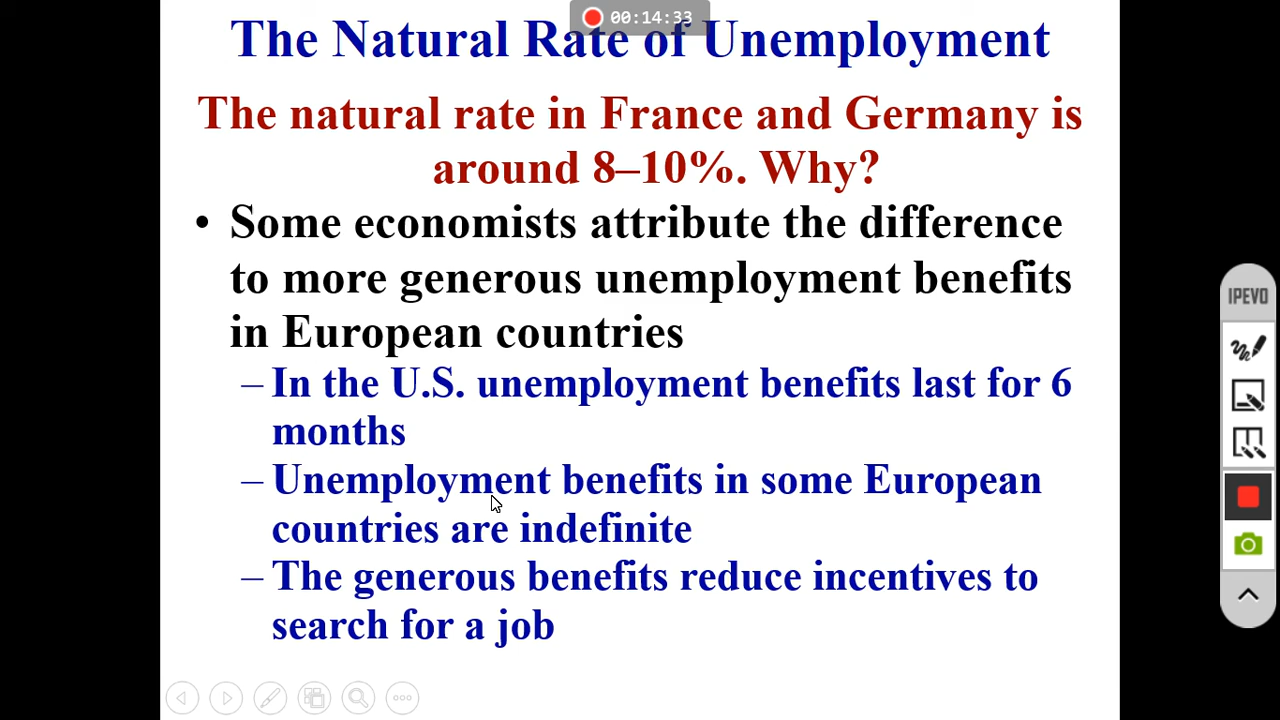 00:14:33
The Natural Rate of Unemployment
The natural rate in France and Germany is
around 8–10%. Why?
• Some economists attribute the difference
to more generous unemployment benefits
in European countries
– In the U.S. unemployment benefits last for 6
months
– Unemployment benefits in some European
countries are indefinite
– The generous benefits reduce incentives to
search for a job
IPEVO